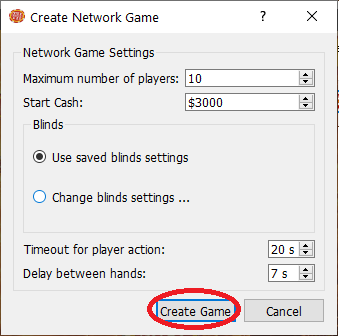 Create Network Game
?
Network Game Settings
Maximum number of players: 10
Start Cash: $3000
Blinds
Use saved blinds settings
Change blinds settings ...
Timeout for player action: 20 s
Delay between hands: 7 s
Create Game Cancel